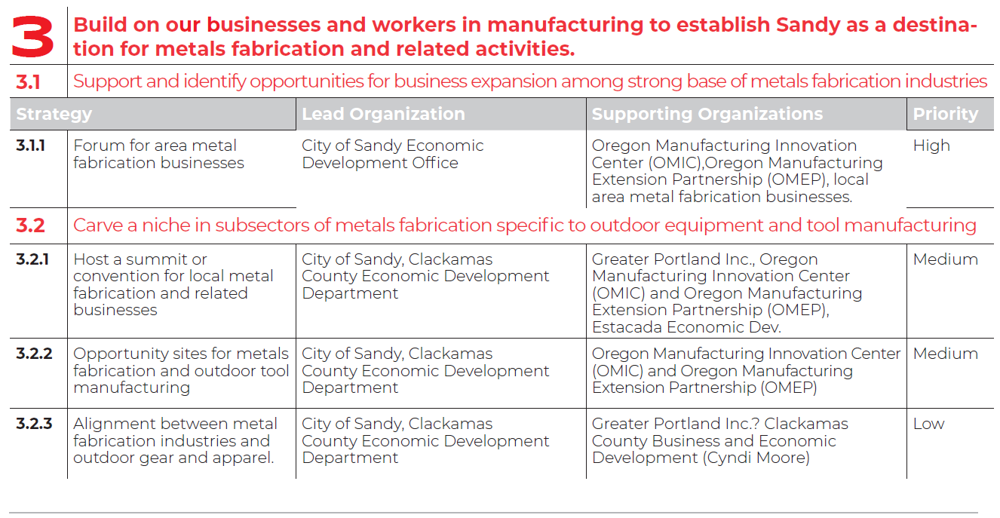 3
Build on our businesses and workers in manufacturing to establish Sandy as a destina-
tion for metals fabrication and related activities.
3.1 Support and identify opportunities for business expansion among strong base of metals fabrication industries
Strategy Lead Organization Supporting Organizations Priority
3.1.1 Forum for area metal City of Sandy Economic Oregon Manufacturing Innovation High
fabrication businesses Development Office Center (OMIC),Oregon Manufacturing
Extension Partnership (OMEP), local
area metal fabrication businesses.
3.2 Carve a niche in subsectors of metals fabrication specific to outdoor equipment and tool manufacturing
3.2.1 Host a summit or City of Sandy, Clackamas Greater Portland Inc., Oregon Medium
convention for local metal County Economic Development Manufacturing Innovation Center
fabrication and related Department (OMIC) and Oregon Manufacturing
businesses Extension Partnership (OMEP),
Estacada Economic Dev.
3.2.2 Opportunity sites for metals City of Sandy, Clackamas Oregon Manufacturing Innovation Center Medium
fabrication and outdoor tool County Economic Development (OMIC) and Oregon Manufacturing
manufacturing Department Extension Partnership (OMEP)
3.2.3 Alignment between metal City of Sandy, Clackamas Greater Portland Inc.? Clackamas Low
fabrication industries and County Economic Development County Business and Economic
outdoor gear and apparel. Department Development (Cyndi Moore)